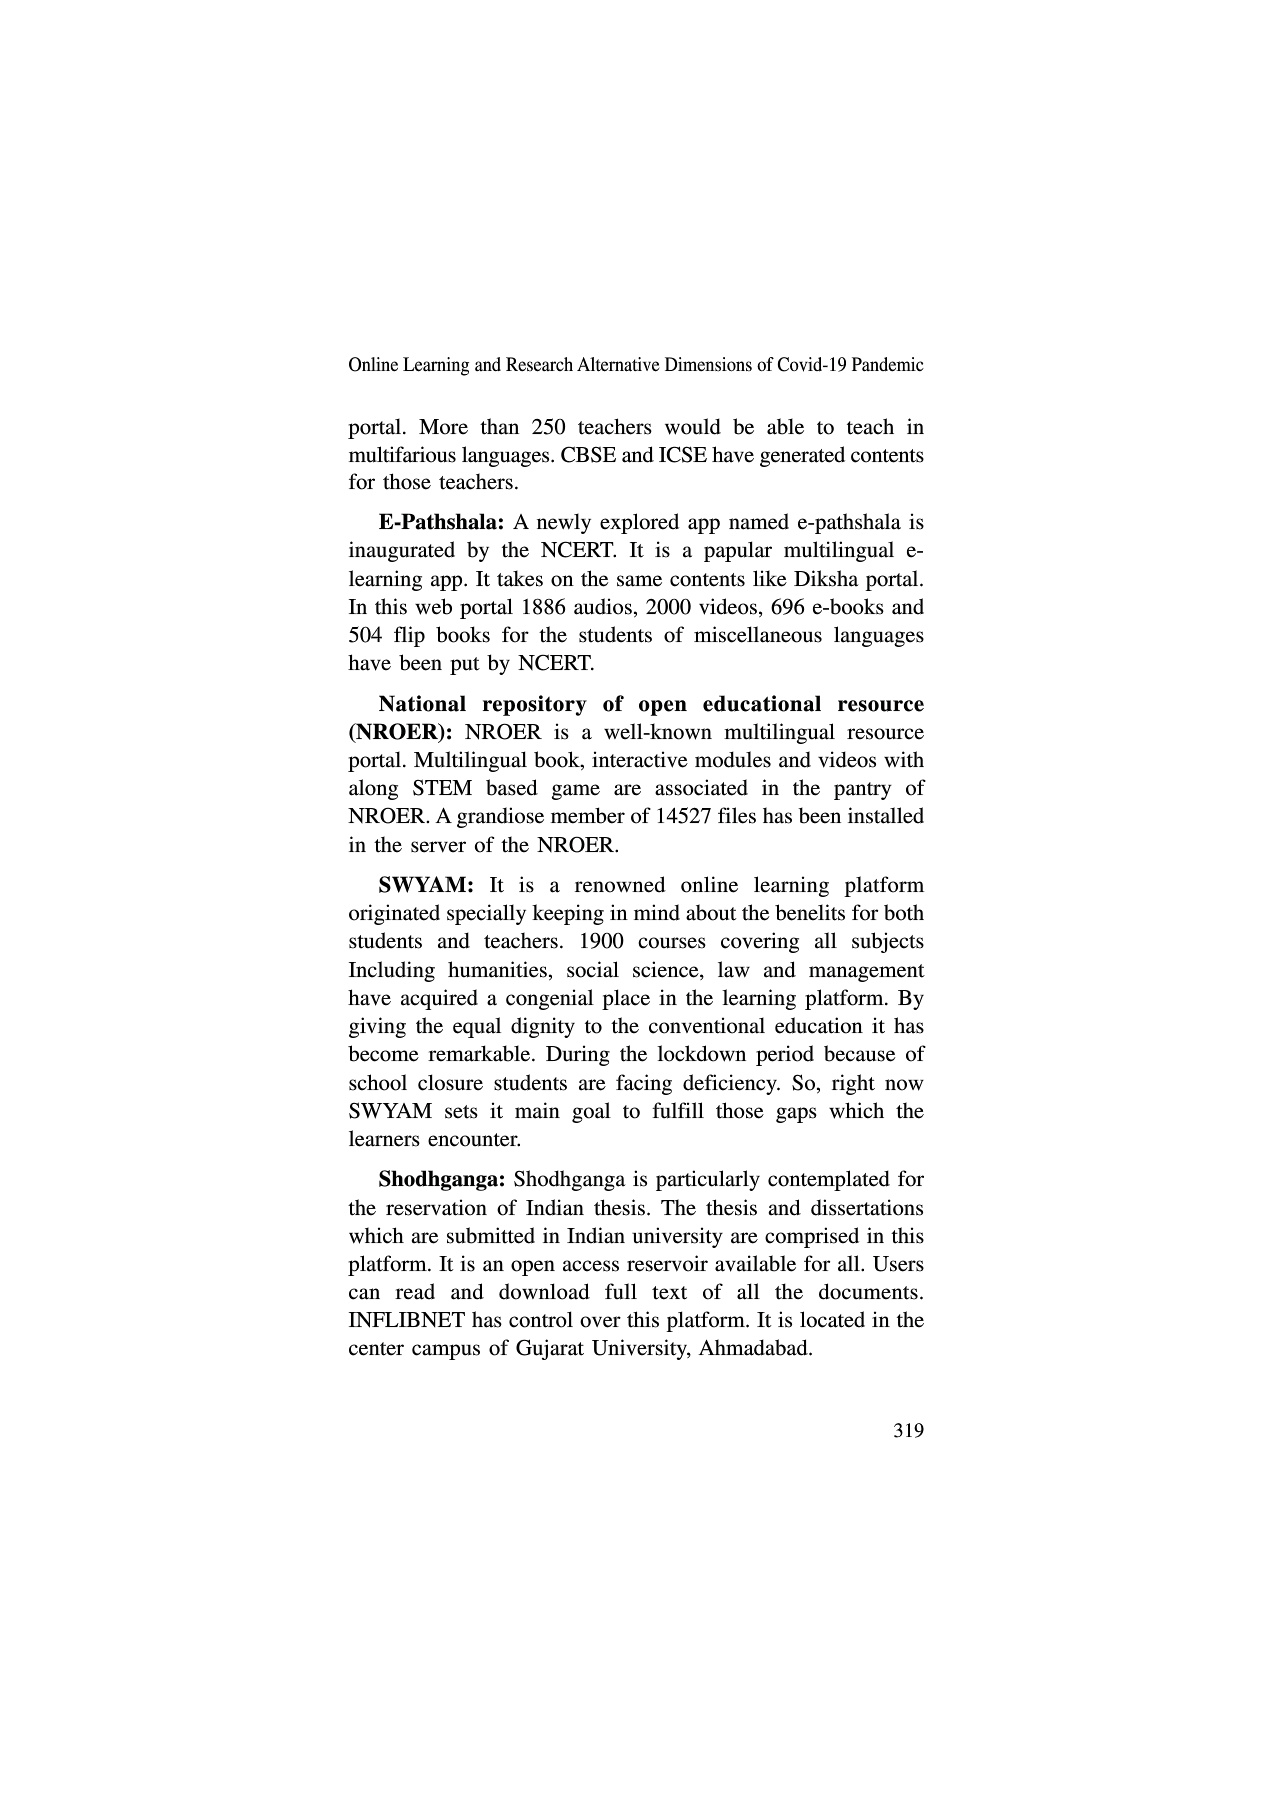 Online Learning and Research Alternative Dimensions of Covid-19 Pandemic
portal. More than 250 teachers would be able to teach in
multifarious languages. CBSE and ICSE have generated contents
for those teachers.
E-Pathshala: A newly explored app named e-pathshala is
inaugurated by the NCERT. It is a papular multilingual e-
learning app. It takes on the same contents like Diksha portal.
In this web portal 1886 audios, 2000 videos, 696 e-books and
504 flip books for the students of miscellaneous languages
have been put by NCERT.
National repository of open educational resource
(NROER): NROER is a well-known multilingual resource
portal. Multilingual book, interactive modules and videos with
along STEM based game are associated in the pantry of
NROER. A grandiose member of 14527 files has been installed
in the server of the NROER.
SWYAM: It is a renowned online learning platform
originated specially keeping in mind about the benefits for both
students and teachers. 1900 courses covering all subjects
Including humanities, social science, law and management
have acquired a congenial place in the learning platform. By
giving the equal dignity to the conventional education it has
become remarkable. During the lockdown period because of
school closure students are facing deficiency. So, right now
SWYAM sets it main goal to fulfill those gaps which the
learners encounter.
Shodhganga: Shodhganga is particularly contemplated for
the reservation of Indian thesis. The thesis and dissertations
which are submitted in Indian university are comprised in this
platform. It is an open access reservoir available for all. Users
can read and download full text of all the documents.
INFLIBNET has control over this platform. It is located in the
center campus of Gujarat University, Ahmadabad.
319